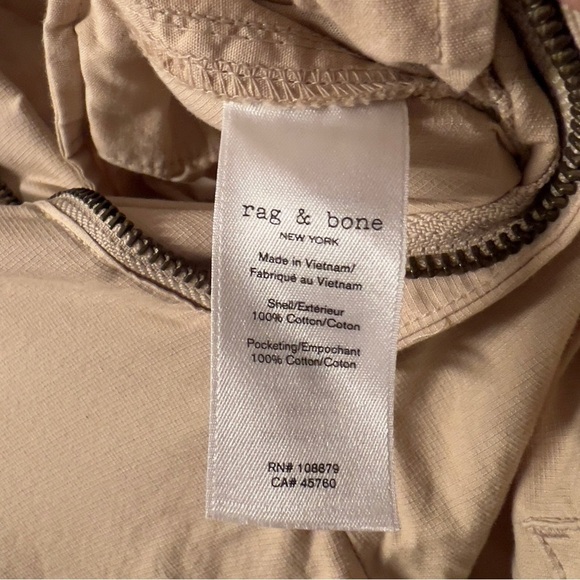 rag & bone
NEW YORK
Made in Vietnam/
Fabriqué au Vietnam
Shell/Extérieur
100% Cotton/Coton
Pocketing/Empochant
100% Cotton/Coton
RN# 108879
CA# 45760